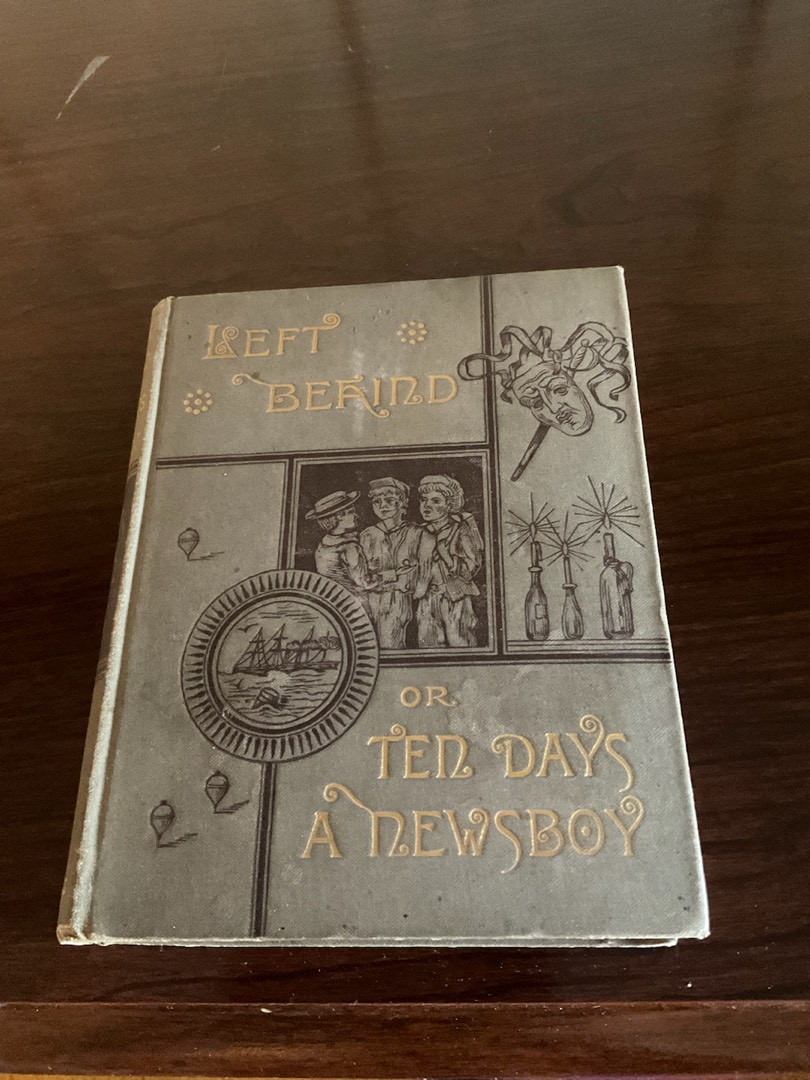 LEFT
BEHIND
OR
TEN DAYS
A NEWSBOY